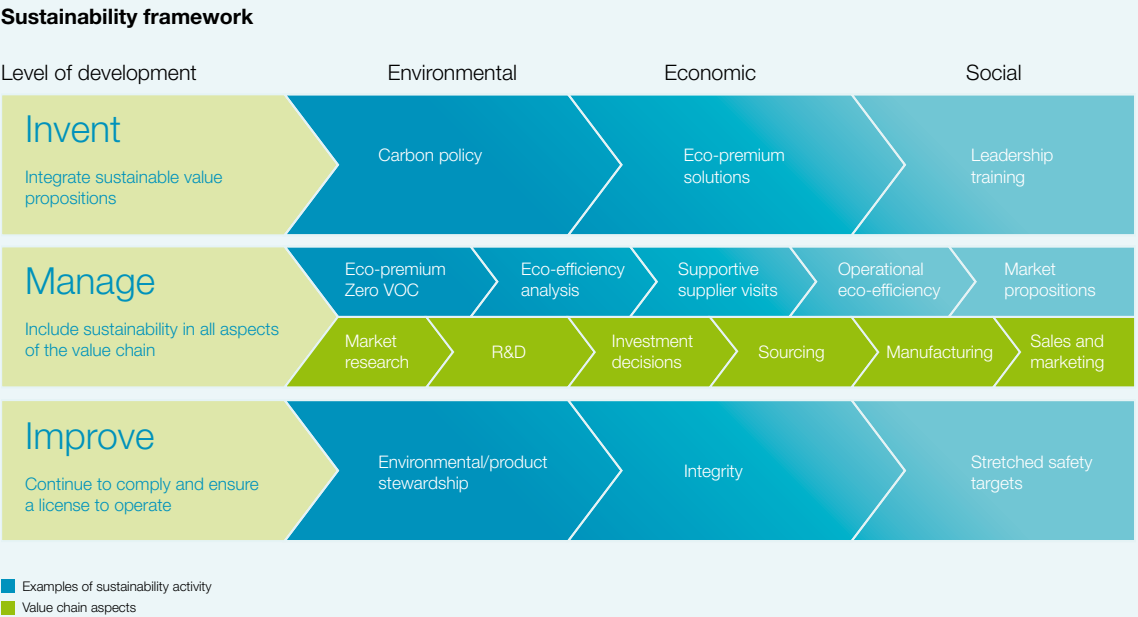 Sustainability framework
Level of development
Environmental
Economic
Social
Invent
Integrate sustainable value
propositions
Carbon policy
Eco-premium
solutions
Leadership
training
Manage
Include sustainability in all aspects
of the value chain
Eco-premium
Zero VOC
Eco-efficiency
analysis
Supportive
supplier visits
Operational
eco-efficiency
Market
propositions
Market
research
R&D
Investment
decisions
Sourcing
Manufacturing
Sales and
marketing
Improve
Continue to comply and ensure
a license to operate
Environmental/product
stewardship
Integrity
Stretched safety
targets
Examples of sustainability activity
Value chain aspects